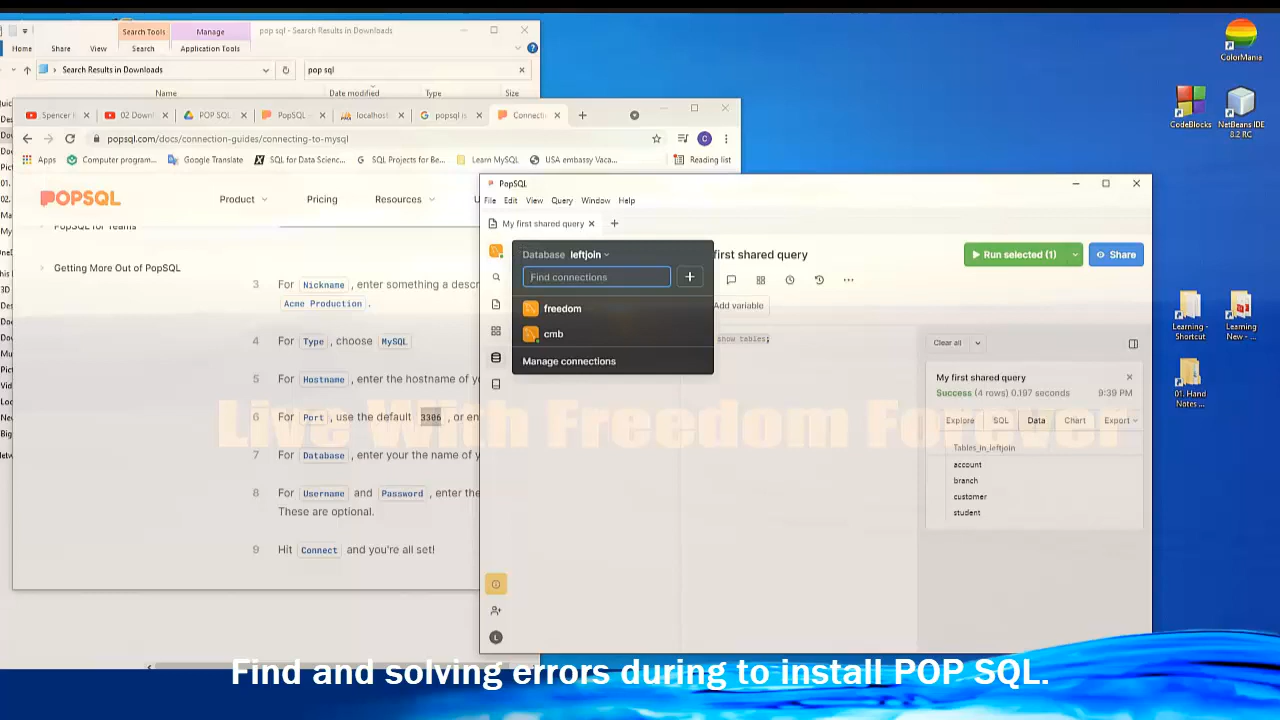 Search Tools
Manage
pop sql - Search Results in Downloads
Home
Share
View
Search
Application Tools
Search Results in Downloads
pop sql
Name
Date modified
Size
Spencer
02 Down
POP SQL
PopSQL
localhost
popsql is
Connecti
popsql.com/docs/connection-guides/connecting-to-mysql
Apps
Computer program...
Google Translate
SQL for Data Scienc...
SQL Projects for Be...
Learn MySQL
USA embassy Vaca...
Reading list
POPSQL
Product
Pricing
Resources
PopSQL for Teams
Getting More Out of PopSQL
3 For Nickname , enter something a descr
Acme Production .
4 For Type , choose MySQL
5 For Hostname , enter the hostname of yo
6 For Port , use the default 3306 , or en
7 For Database , enter your the name of y
8 For Username and Password , enter the
These are optional.
9 Hit Connect and you're all set!
PopSQL
File Edit View Query Window Help
My first shared query
Database leftjoin
Find connections
freedom
cmb
Manage connections
first shared query
Run selected (1)
Share
Add variable
show tables;
Clear all
My first shared query
Success (4 rows) 0.197 seconds
9:39 PM
Explore
SQL
Data
Chart
Export
Tables_in_leftjoin
account
branch
customer
student
L
ColorMania
CodeBlocks
NetBeans IDE
8.2 RC
Learning -
Shortcut
Learning
New - ...
01. Hand
Notes ...
Live With Freedom Forever
Find and solving errors during to install POP SQL.